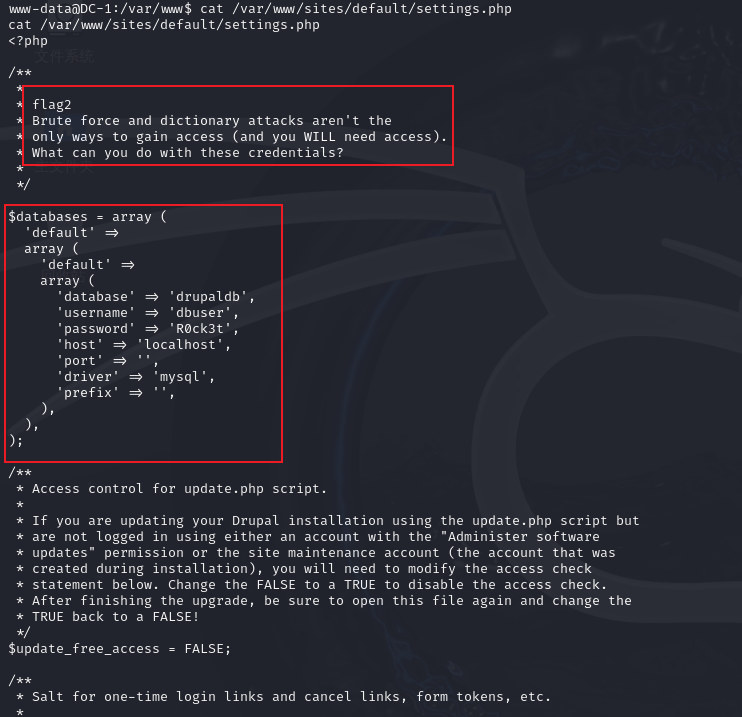 www-data@DC-1:/var/www$ cat /var/www/sites/default/settings.php
cat /var/www/sites/default/settings.php
<?php
文件系统
/**
 *
 * flag2
 * Brute force and dictionary attacks aren't the
 * only ways to gain access (and you WILL need access).
 * What can you do with these credentials?
 *
 */
$databases = array (
  'default' =>
  array (
    'default' =>
    array (
      'database' => 'drupaldb',
      'username' => 'dbuser',
      'password' => 'R0ck3t',
      'host' => 'localhost',
      'port' => '',
      'driver' => 'mysql',
      'prefix' => '',
    ),
  ),
);
/**
 * Access control for update.php script.
 *
 * If you are updating your Drupal installation using the update.php script but
 * are not logged in using either an account with the "Administer software
 * updates" permission or the site maintenance account (the account that was
 * created during installation), you will need to modify the access check
 * statement below. Change the FALSE to a TRUE to disable the access check.
 * After finishing the upgrade, be sure to open this file again and change the
 * TRUE back to a FALSE!
 */
$update_free_access = FALSE;
/**
 * Salt for one-time login links and cancel links, form tokens, etc.
 *